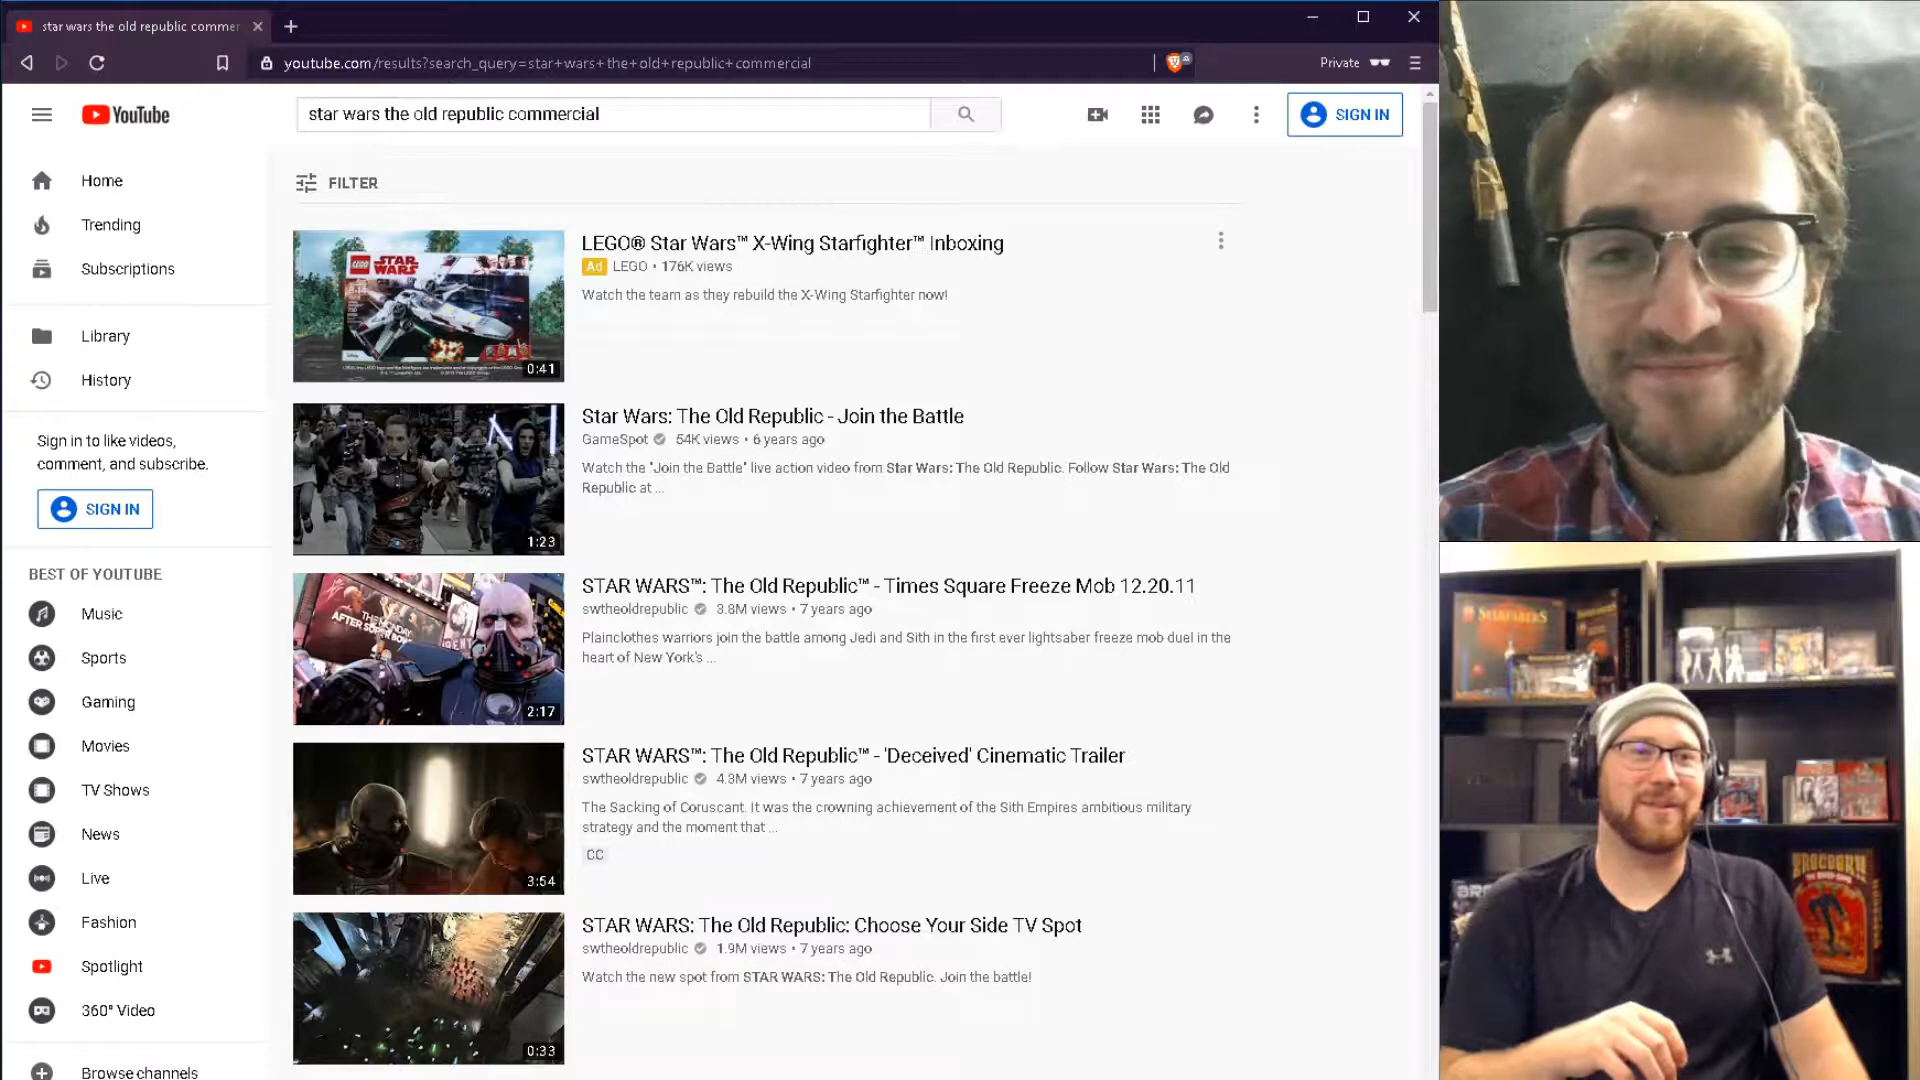 star wars the old republic commer
youtube.com/results?search_query=star+wars+the+old+republic+commercial
Private
YouTube
star wars the old republic commercial
SIGN IN
Home
Trending
Subscriptions
Library
History
Sign in to like videos,
comment, and subscribe.
SIGN IN
BEST OF YOUTUBE
Music
Sports
Gaming
Movies
TV Shows
News
Live
Fashion
Spotlight
360° Video
Browse channels
FILTER
LEGO
STAR
WARS
0:41
LEGO® Star Wars™ X-Wing Starfighter™ Inboxing
Ad LEGO • 176K views
Watch the team as they rebuild the X-Wing Starfighter now!
1:23
Star Wars: The Old Republic - Join the Battle
GameSpot 54K views • 6 years ago
Watch the "Join the Battle" live action video from Star Wars: The Old Republic. Follow Star Wars: The Old
Republic at ...
THE MONDAY
AFTER SUPER BOWL
2:17
STAR WARS™: The Old Republic™ - Times Square Freeze Mob 12.20.11
swtheoldrepublic 3.8M views • 7 years ago
Plainclothes warriors join the battle among Jedi and Sith in the first ever lightsaber freeze mob duel in the
heart of New York's ...
3:54
STAR WARS™: The Old Republic™ - 'Deceived' Cinematic Trailer
swtheoldrepublic 4.3M views • 7 years ago
The Sacking of Coruscant. It was the crowning achievement of the Sith Empires ambitious military
strategy and the moment that ...
CC
0:33
STAR WARS: The Old Republic: Choose Your Side TV Spot
swtheoldrepublic 1.9M views • 7 years ago
Watch the new spot from STAR WARS: The Old Republic. Join the battle!